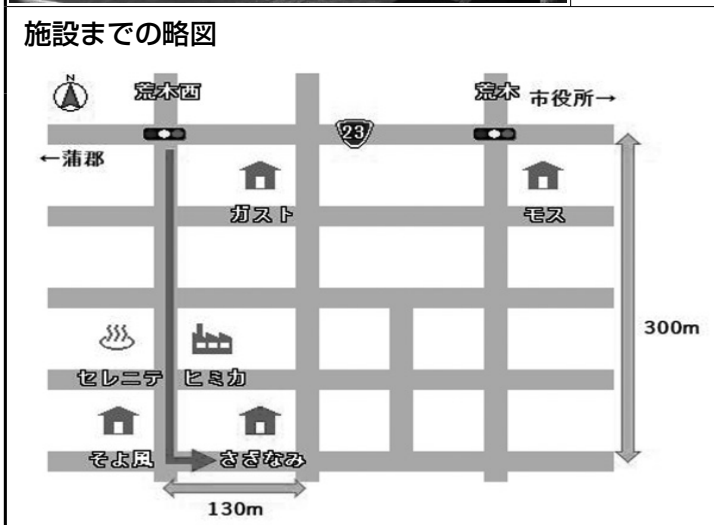 施設までの略図
N
荒木西
荒木
市役所→
23
←蒲郡
ガスト
モス
300m
セレニテ
ヒミカ
そよ風
さざなみ
130m